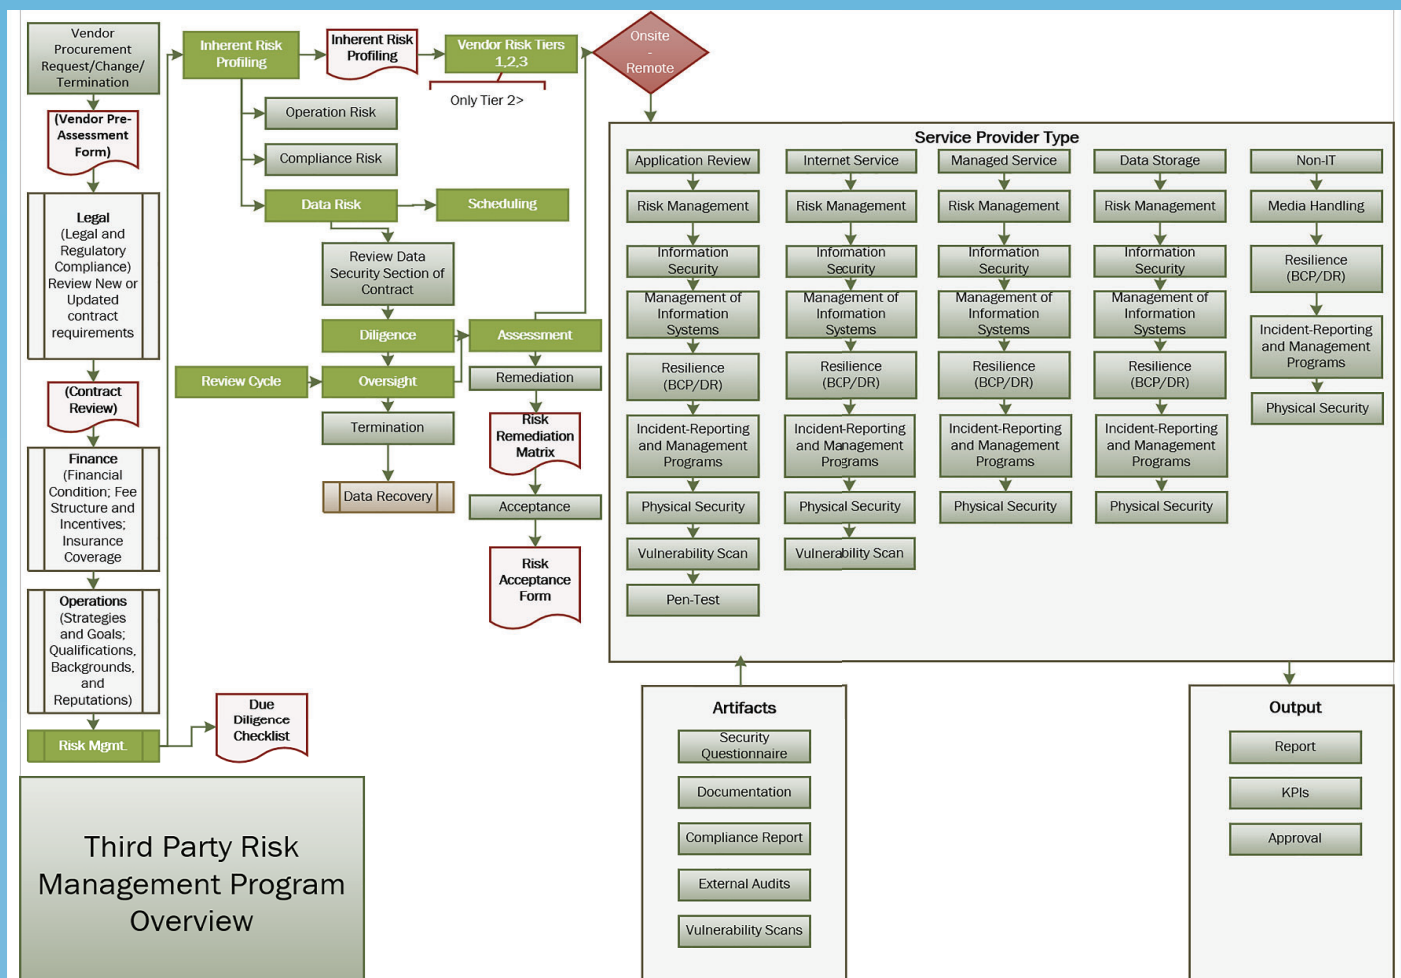 Vendor
Procurement
Request/Change/
Termination
(Vendor Pre-
Assessment
Form)
Legal
(Legal and
Regulatory
Compliance)
Review New or
Updated
contract
requirements
(Contract
Review)
Finance
(Financial
Condition; Fee
Structure and
Incentives;
Insurance
Coverage
Operations
(Strategies
and Goals;
Qualifications,
Backgrounds,
and
Reputations)
Risk Mgmt.
Due
Diligence
Checklist
Inherent Risk
Profiling
Inherent Risk
Profiling
Vendor Risk Tiers
1,2,3
Only Tier 2>
Operation Risk
Compliance Risk
Data Risk
Scheduling
Review Data
Security Section of
Contract
Diligence
Assessment
Review Cycle
Oversight
Remediation
Termination
Risk
Remediation
Matrix
Data Recovery
Acceptance
Risk
Acceptance
Form
Onsite
-
Remote
Service Provider Type
Application Review
Risk Management
Information
Security
Management of
Information
Systems
Resilience
(BCP/DR)
Incident-Reporting
and Management
Programs
Physical Security
Vulnerability Scan
Pen-Test
Internet Service
Risk Management
Information
Security
Management of
Information
Systems
Resilience
(BCP/DR)
Incident-Reporting
and Management
Programs
Physical Security
Vulnerability Scan
Managed Service
Risk Management
Information
Security
Management of
Information
Systems
Resilience
(BCP/DR)
Incident-Reporting
and Management
Programs
Physical Security
Data Storage
Risk Management
Information
Security
Management of
Information
Systems
Resilience
(BCP/DR)
Incident-Reporting
and Management
Programs
Physical Security
Non-IT
Media Handling
Resilience
(BCP/DR)
Incident-Reporting
and Management
Programs
Physical Security
Artifacts
Security
Questionnaire
Documentation
Compliance Report
External Audits
Vulnerability Scans
Output
Report
KPIs
Approval
Third Party Risk
Management Program
Overview